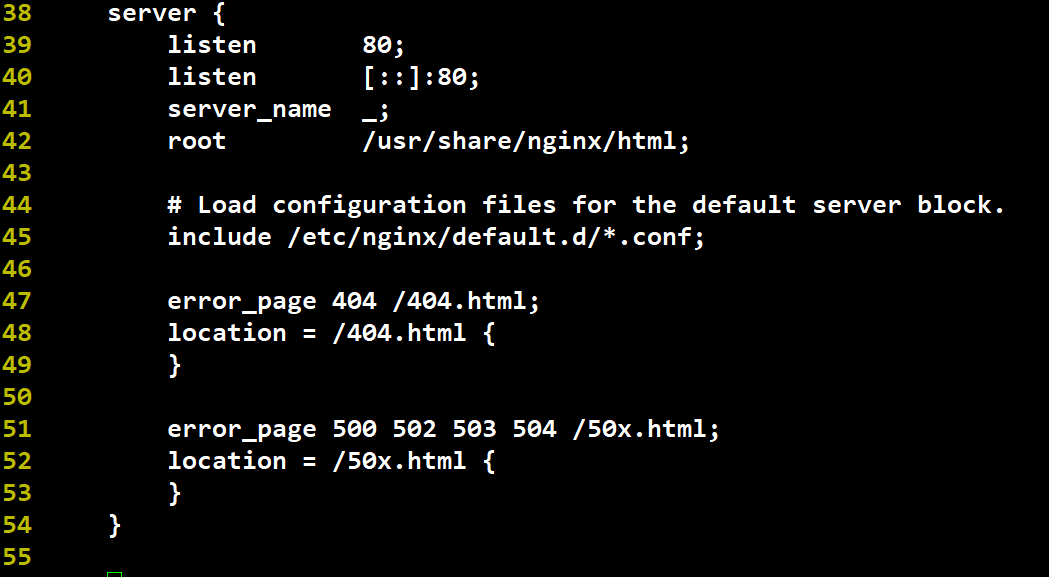 38     server {
39         listen       80;
40         listen       [::]:80;
41         server_name  _;
42         root         /usr/share/nginx/html;
43
44         # Load configuration files for the default server block.
45         include /etc/nginx/default.d/*.conf;
46
47         error_page 404 /404.html;
48         location = /404.html {
49         }
50
51         error_page 500 502 503 504 /50x.html;
52         location = /50x.html {
53         }
54     }
55